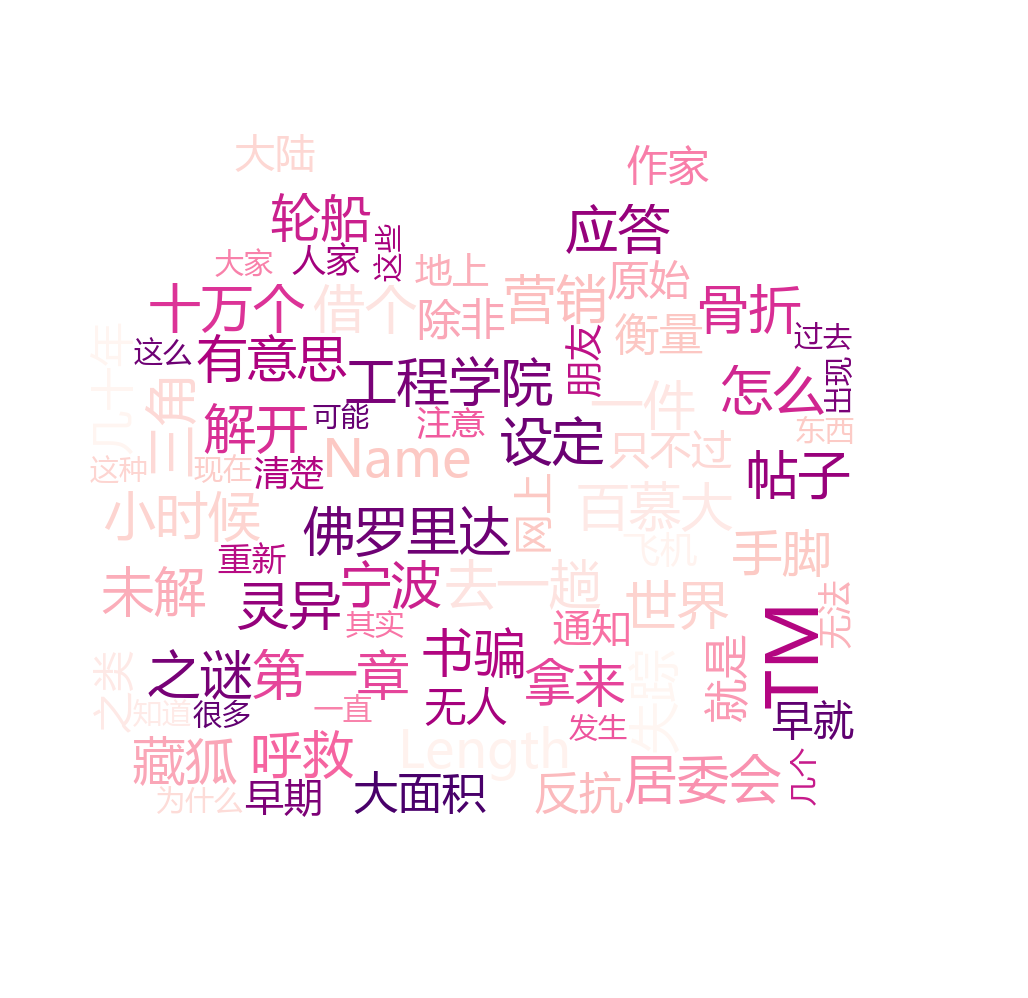 大陆
作家
轮船
应答
大家
人家
这些
地上
十万个
借个
除非
营销
原始
骨折
衡量
过去
几十年
这么
有意思
工程学院
朋友
怎么
出现
三角
解开
可能
注意
一件
东西
设定
只不过
这种
现在
清楚
Name
帖子
小时候
网上
百慕大
佛罗里达
飞机
手脚
重新
未解
灵异
宁波
去一趟
世界
其实
通知
无法
TM
之谜
第一章
书骗
拿来
失踪
就是
之类
知道
很多
一直
无人
发生
早就
藏狐
呼救
Length
为什么
早期
大面积
反抗
居委会
几个